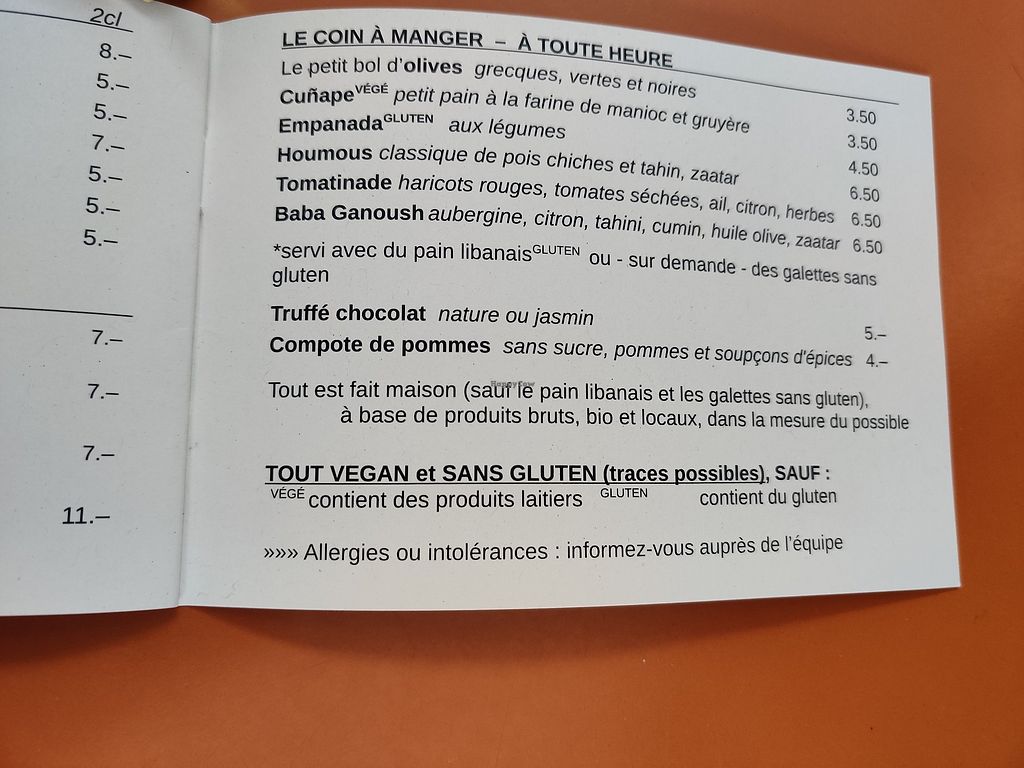 2cl
8.–
5.–
5.–
7.–
5.–
5.–
5.–
7.–
7.–
7.–
11.–
LE COIN À MANGER – À TOUTE HEURE
Le petit bol d'olives grecques, vertes et noires 3.50
Cuñape VÉGÉ petit pain à la farine de manioc et gruyère 3.50
Empanada GLUTEN aux légumes 4.50
Houmous classique de pois chiches et tahin, zaatar 6.50
Tomatinade haricots rouges, tomates séchées, ail, citron, herbes 6.50
Baba Ganoush aubergine, citron, tahini, cumin, huile olive, zaatar 6.50
*servi avec du pain libanais GLUTEN ou - sur demande - des galettes sans
gluten
Truffé chocolat nature ou jasmin 5.–
Compote de pommes sans sucre, pommes et soupçons d'épices 4.–
Tout est fait maison (sauf le pain libanais et les galettes sans gluten),
à base de produits bruts, bio et locaux, dans la mesure du possible
TOUT VEGAN et SANS GLUTEN (traces possibles), SAUF :
VÉGÉ contient des produits laitiers GLUTEN contient du gluten
»»» Allergies ou intolérances : informez-vous auprès de l'équipe
HappyCow